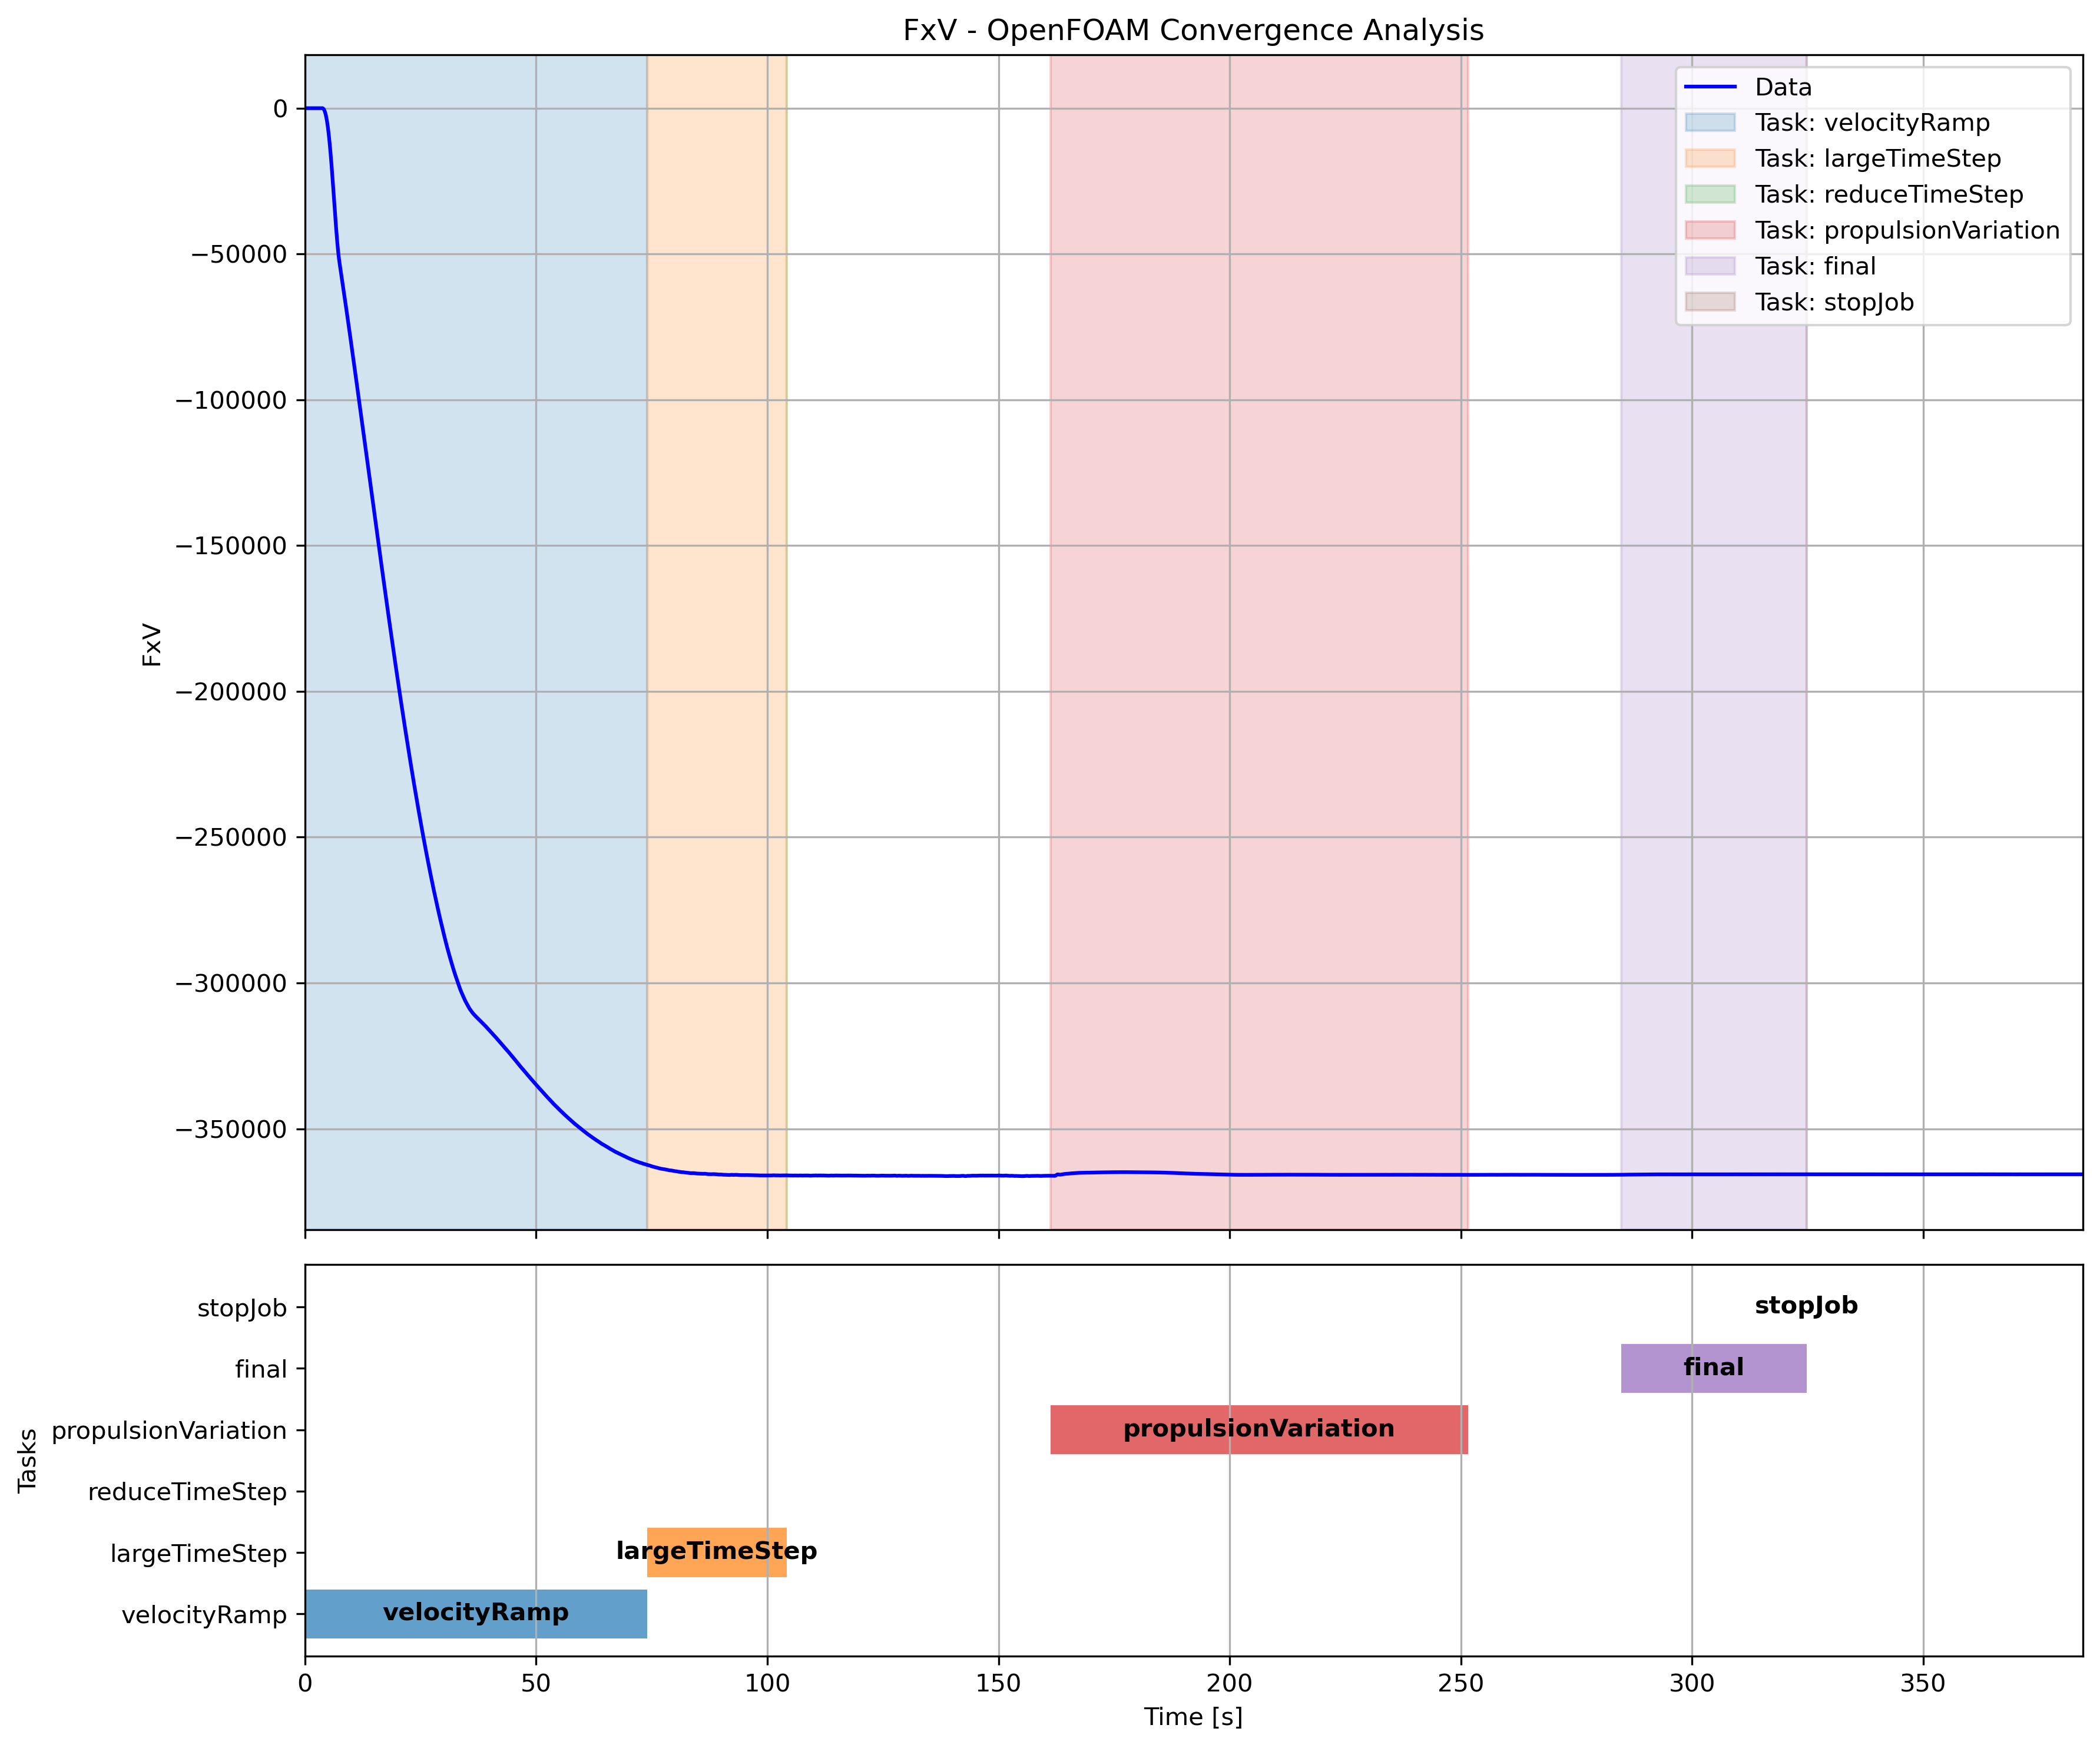 FxV - OpenFOAM Convergence Analysis
0
−50000
−100000
−150000
−200000
−250000
−300000
−350000
FxV
Data
Task: velocityRamp
Task: largeTimeStep
Task: reduceTimeStep
Task: propulsionVariation
Task: final
Task: stopJob
stopJob
final
propulsionVariation
reduceTimeStep
largeTimeStep
velocityRamp
Tasks
stopJob
final
propulsionVariation
largeTimeStep
velocityRamp
0 50 100 150 200 250 300 350
Time [s]